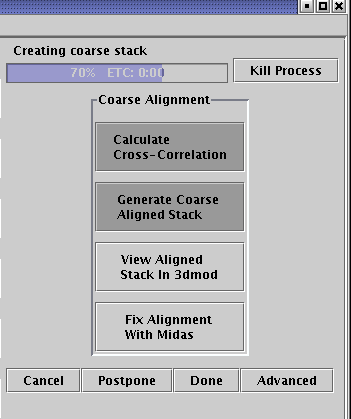 Creating coarse stack
70% ETC: 0:00
Kill Process
Coarse Alignment
Calculate
Cross-Correlation
Generate Coarse
Aligned Stack
View Aligned
Stack In 3dmod
Fix Alignment
With Midas
Cancel
Postpone
Done
Advanced